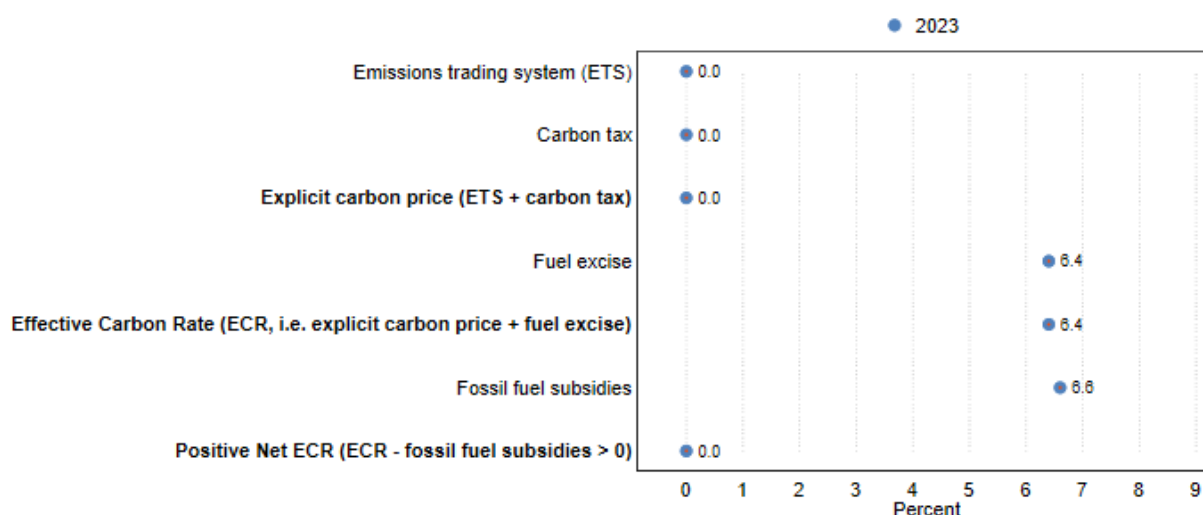 2023
Emissions trading system (ETS) 0.0
Carbon tax 0.0
Explicit carbon price (ETS + carbon tax) 0.0
Fuel excise 6.4
Effective Carbon Rate (ECR, i.e. explicit carbon price + fuel excise) 6.4
Fossil fuel subsidies 6.6
Positive Net ECR (ECR - fossil fuel subsidies > 0) 0.0
0 1 2 3 4 5 6 7 8 9
Percent